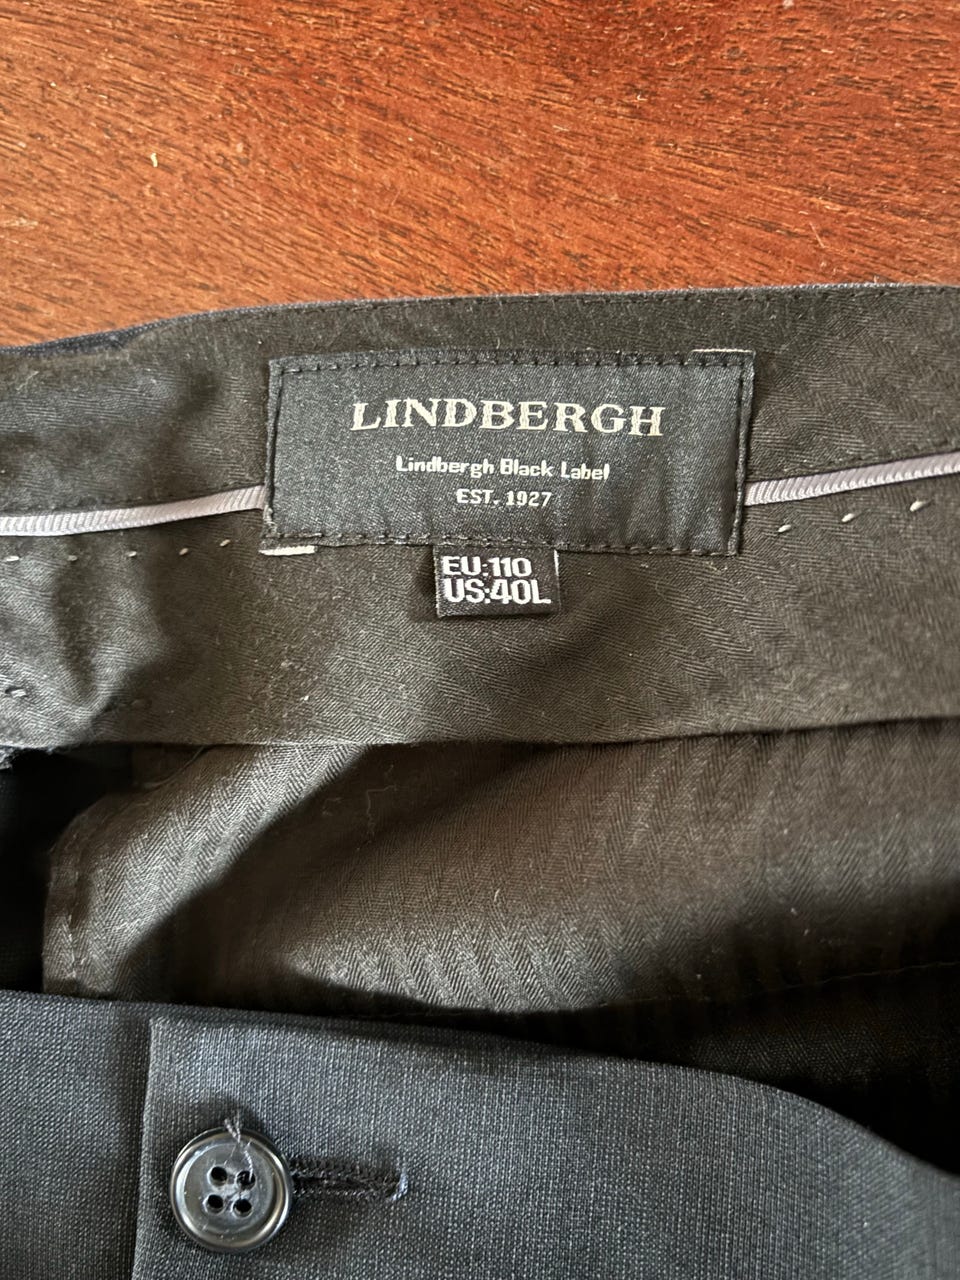 LINDBERGH
Lindbergh Black Label
EST. 1927
EU:110
US:40L